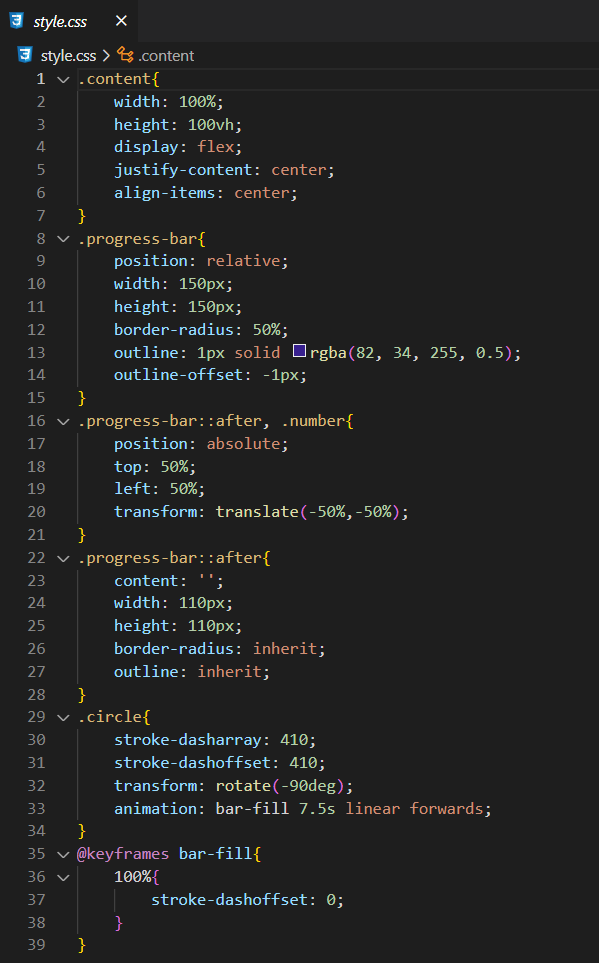 style.css
style.css > .content
1 .content{
2     width: 100%;
3     height: 100vh;
4     display: flex;
5     justify-content: center;
6     align-items: center;
7 }
8 .progress-bar{
9     position: relative;
10     width: 150px;
11     height: 150px;
12     border-radius: 50%;
13     outline: 1px solid rgba(82, 34, 255, 0.5);
14     outline-offset: -1px;
15 }
16 .progress-bar::after, .number{
17     position: absolute;
18     top: 50%;
19     left: 50%;
20     transform: translate(-50%,-50%);
21 }
22 .progress-bar::after{
23     content: '';
24     width: 110px;
25     height: 110px;
26     border-radius: inherit;
27     outline: inherit;
28 }
29 .circle{
30     stroke-dasharray: 410;
31     stroke-dashoffset: 410;
32     transform: rotate(-90deg);
33     animation: bar-fill 7.5s linear forwards;
34 }
35 @keyframes bar-fill{
36     100%{
37         stroke-dashoffset: 0;
38     }
39 }